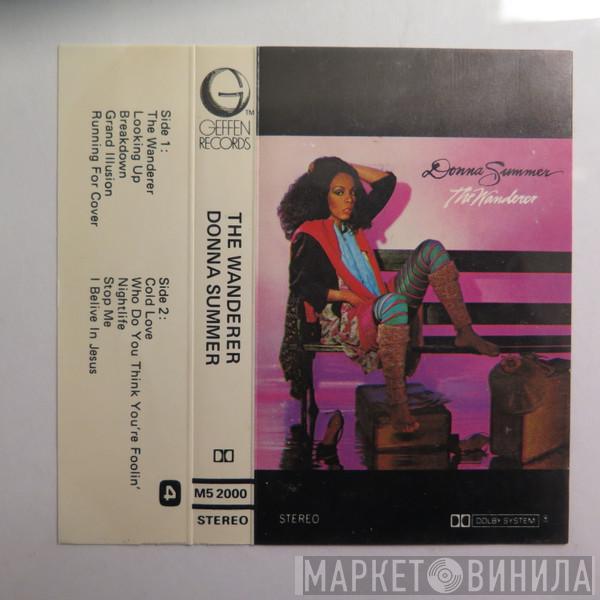 Side 1:
The Wanderer
Looking Up
Breakdown
Grand Illusion
Running For Cover
Side 2:
Cold Love
Who Do You Think You're Foolin'
Nightlife
Stop Me
I Belive In Jesus
4
G
TM
GEFFEN
RECORDS
THE WANDERER
DONNA SUMMER
M5 2000
STEREO
Donna Summer
The Wanderer
STEREO
DOLBY SYSTEM
МАРКЕТ ВИНИЛА